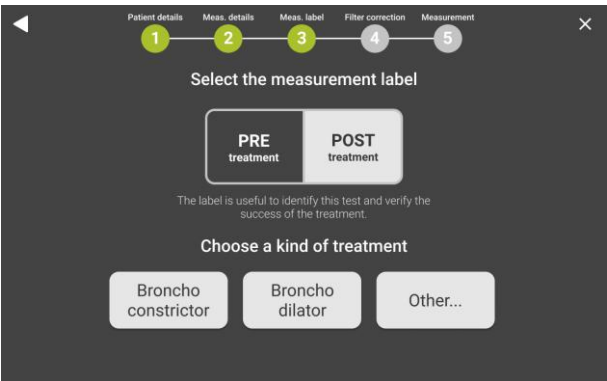 Patient details
Meas. details
Meas. label
Filter correction
Measurement
1
2
3
4
5
Select the measurement label
PRE
treatment
POST
treatment
The label is useful to identify this test and verify the
success of the treatment.
Choose a kind of treatment
Broncho
constrictor
Broncho
dilator
Other...